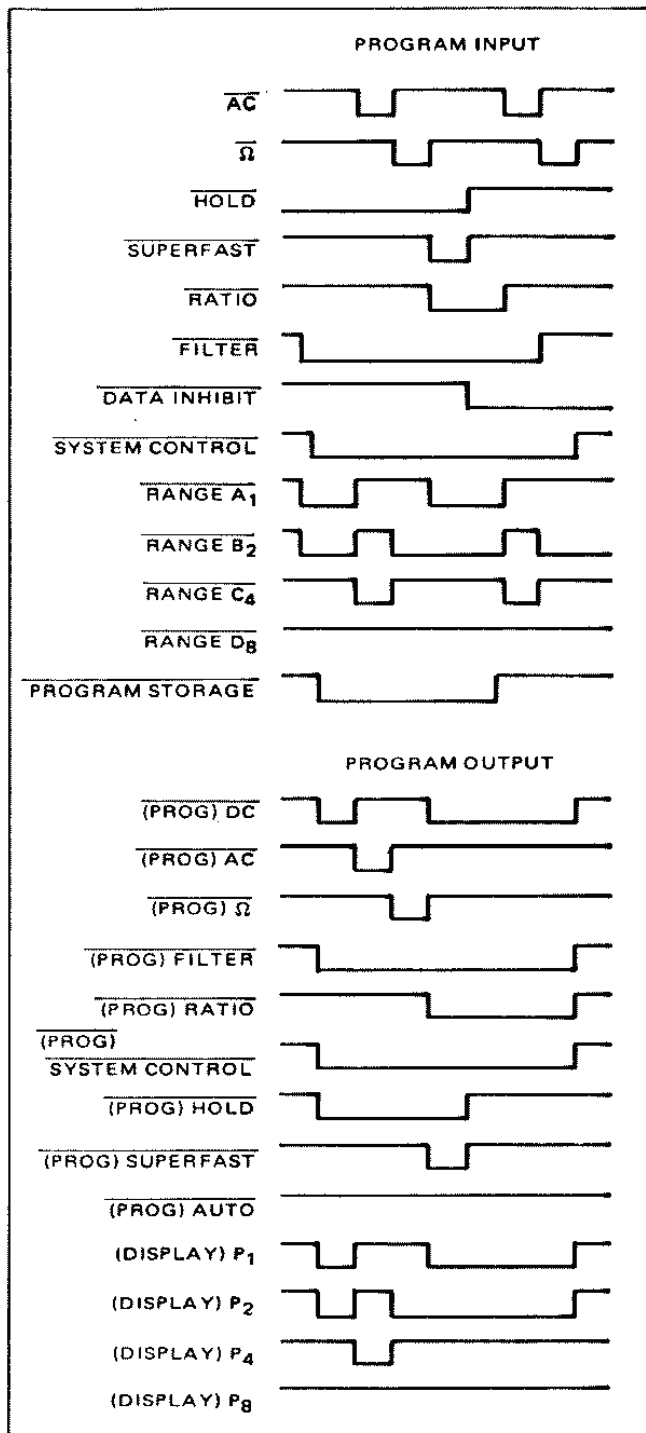 PROGRAM INPUT
AC
Ω
HOLD
SUPERFAST
RATIO
FILTER
DATA INHIBIT
SYSTEM CONTROL
RANGE A1
RANGE B2
RANGE C4
RANGE D8
PROGRAM STORAGE
PROGRAM OUTPUT
(PROG) DC
(PROG) AC
(PROG) Ω
(PROG) FILTER
(PROG) RATIO
(PROG)
SYSTEM CONTROL
(PROG) HOLD
(PROG) SUPERFAST
(PROG) AUTO
(DISPLAY) P1
(DISPLAY) P2
(DISPLAY) P4
(DISPLAY) P8